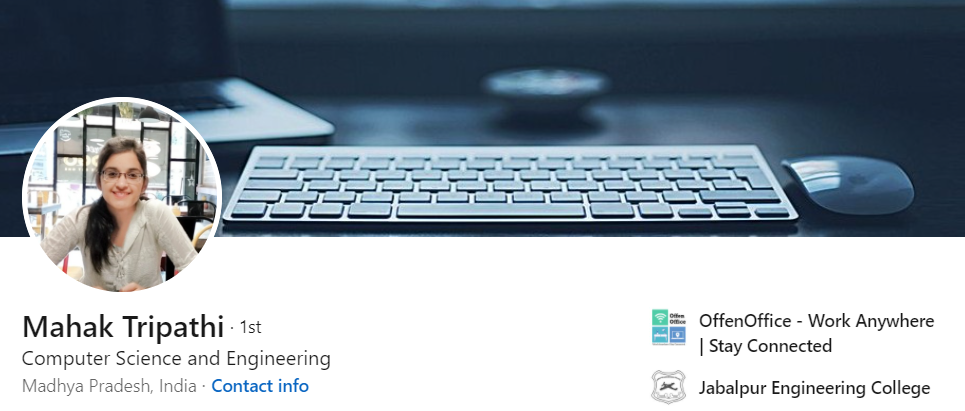 Mahak Tripathi · 1st
Computer Science and Engineering
Madhya Pradesh, India · Contact info
Offen
Office
OffenOffice - Work Anywhere
| Stay Connected
Jabalpur Engineering College